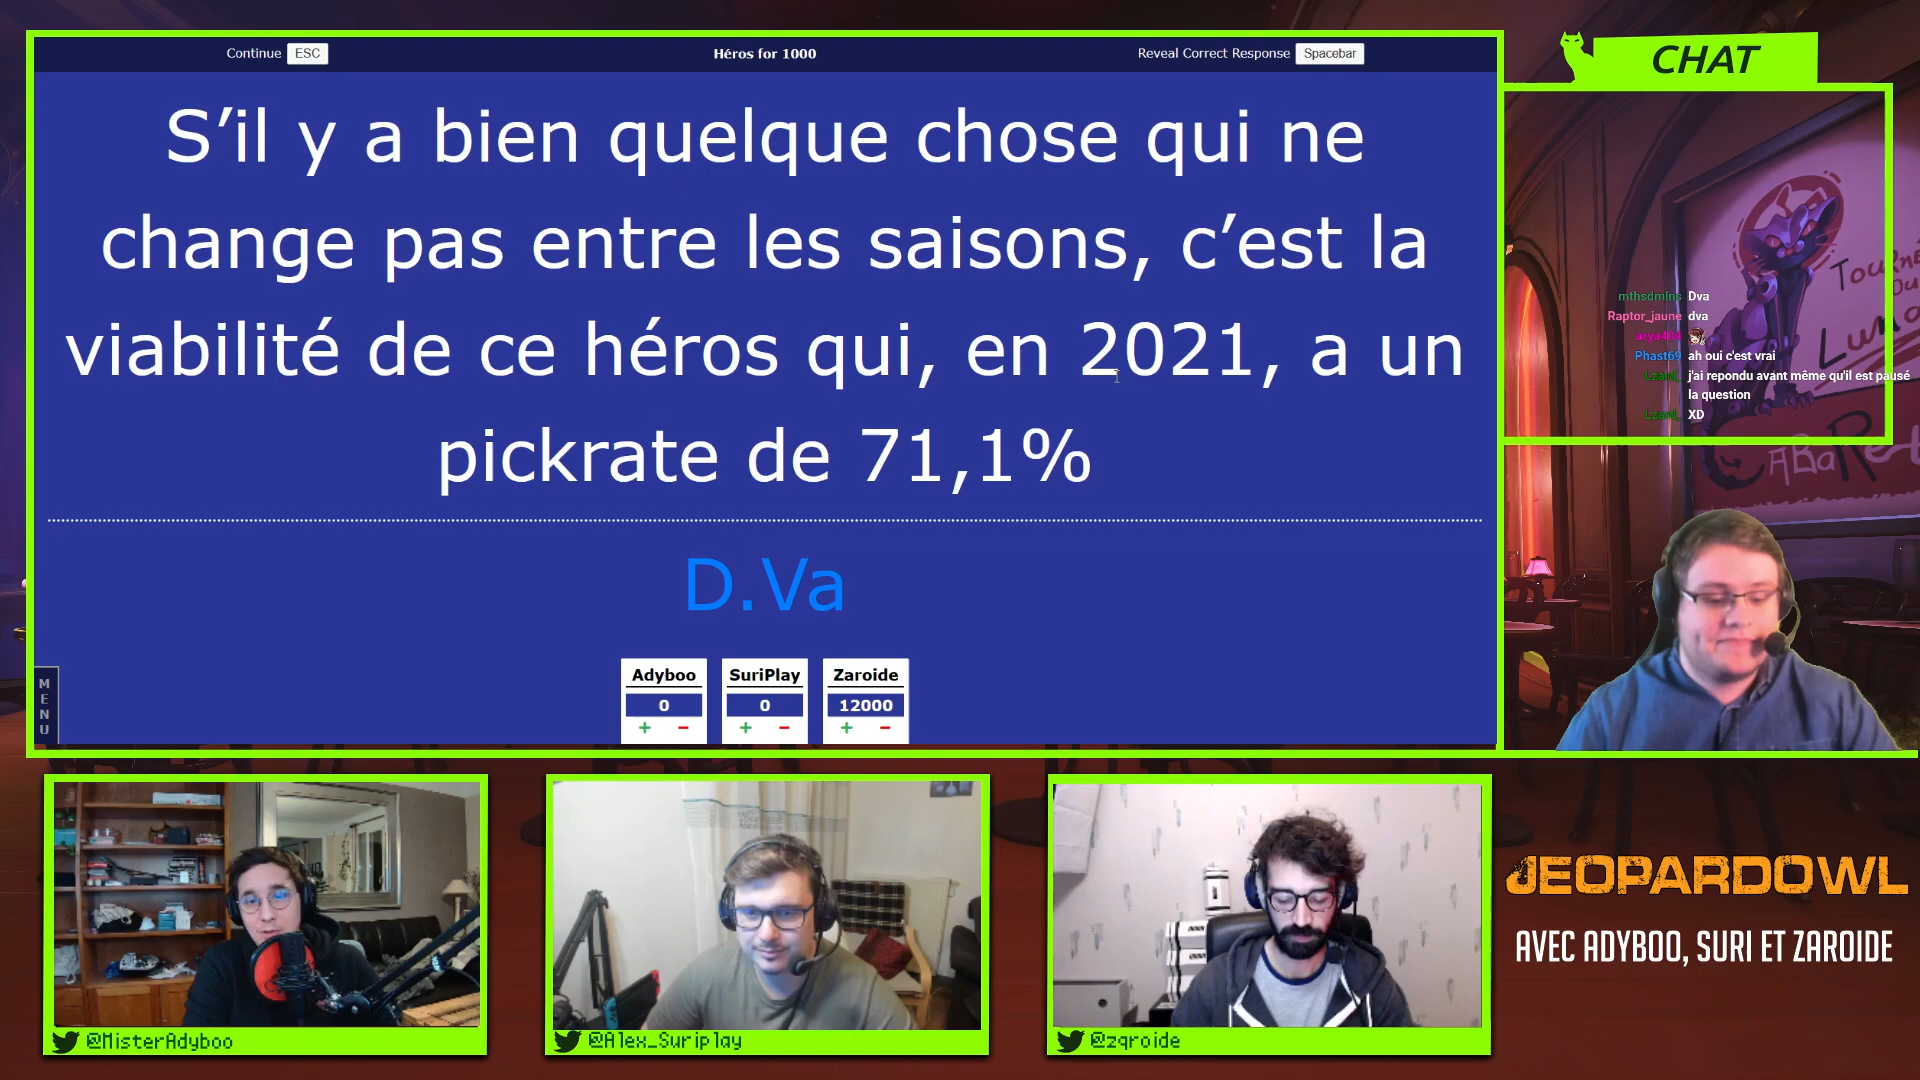 Continue ESC
Héros for 1000
Reveal Correct Response Spacebar
S’il y a bien quelque chose qui ne
change pas entre les saisons, c’est la
viabilité de ce héros qui, en 2021, a un
pickrate de 71,1%
D.Va
MENU
Adyboo
0
+ −
SuriPlay
0
+ −
Zaroide
12000
+ −
CHAT
mthsdmlns Dva
Raptor_jaune dva
Phast69 ah oui c'est vrai
j'ai repondu avant même qu'il est pausé
la question
XD
CABaRet
@MisterAdyboo
@Alex_Suriplay
@zqroide
JEOPARDOWL
AVEC ADYBOO, SURI ET ZAROIDE